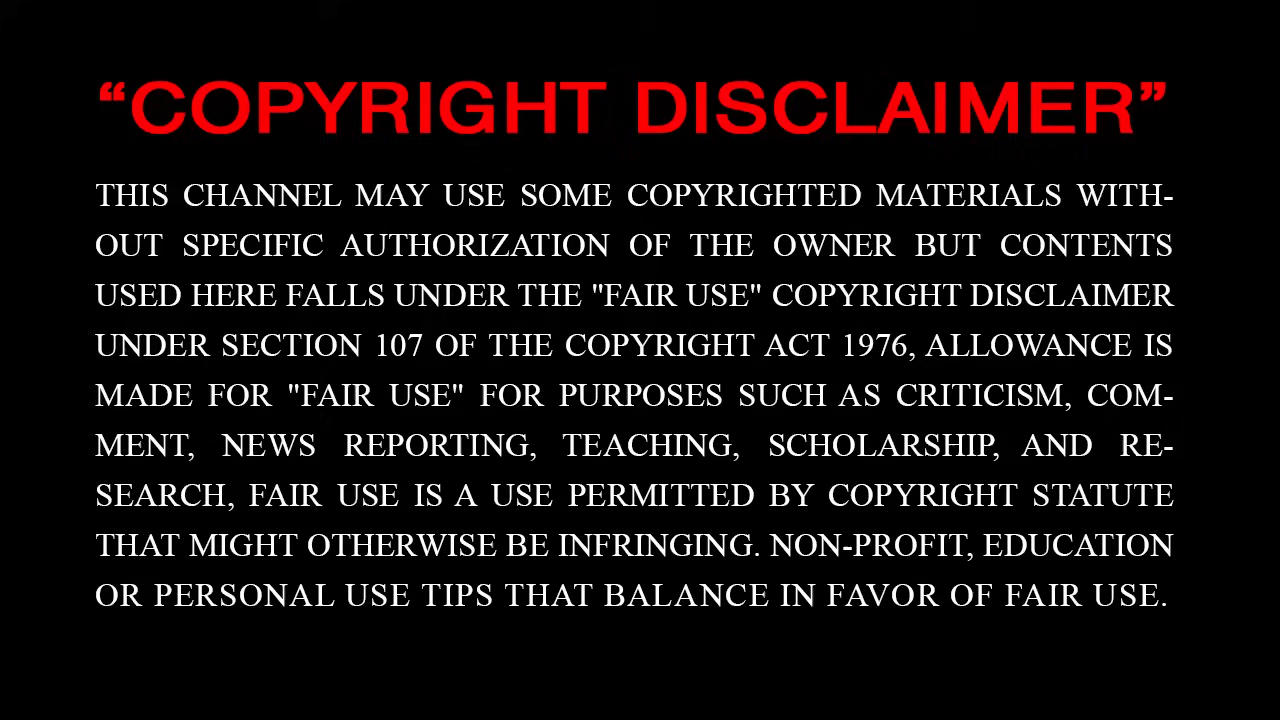 “COPYRIGHT DISCLAIMER”
THIS CHANNEL MAY USE SOME COPYRIGHTED MATERIALS WITH-
OUT SPECIFIC AUTHORIZATION OF THE OWNER BUT CONTENTS
USED HERE FALLS UNDER THE "FAIR USE" COPYRIGHT DISCLAIMER
UNDER SECTION 107 OF THE COPYRIGHT ACT 1976, ALLOWANCE IS
MADE FOR "FAIR USE" FOR PURPOSES SUCH AS CRITICISM, COM-
MENT, NEWS REPORTING, TEACHING, SCHOLARSHIP, AND RE-
SEARCH, FAIR USE IS A USE PERMITTED BY COPYRIGHT STATUTE
THAT MIGHT OTHERWISE BE INFRINGING. NON-PROFIT, EDUCATION
OR PERSONAL USE TIPS THAT BALANCE IN FAVOR OF FAIR USE.